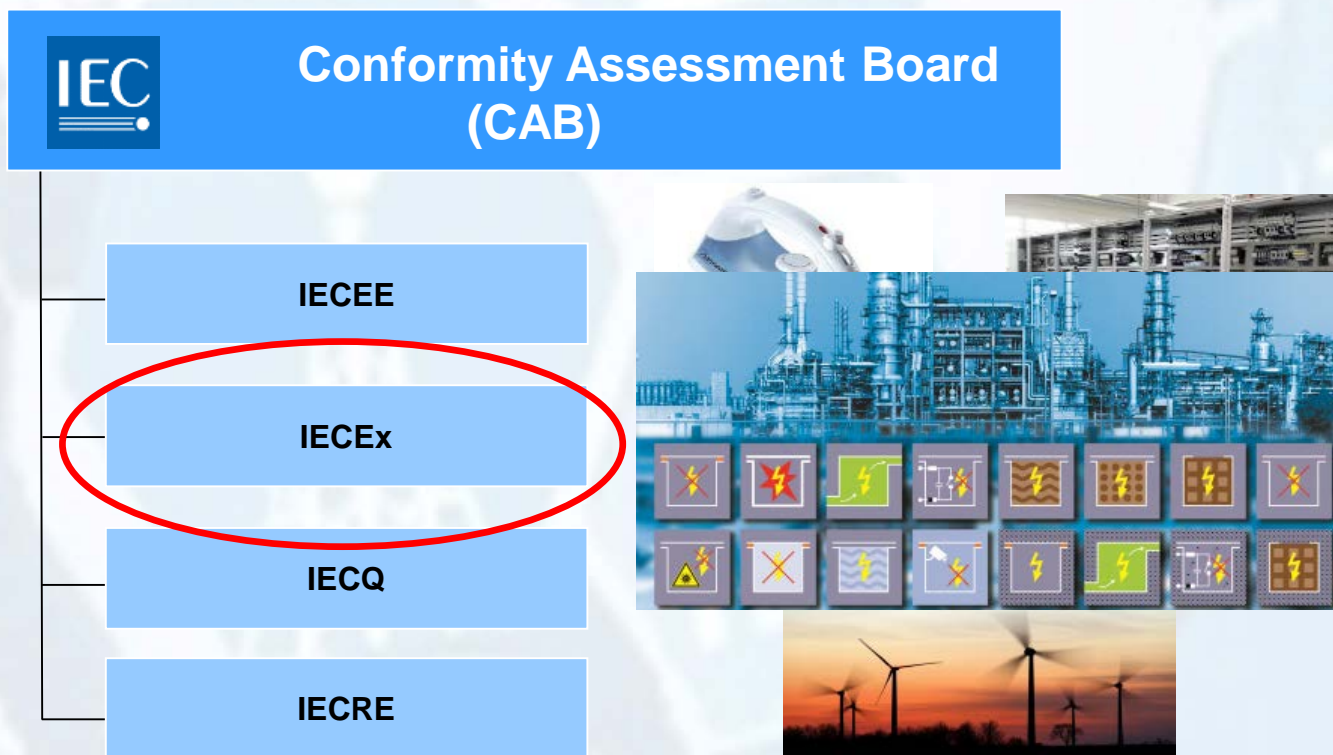 IEC
Conformity Assessment Board
(CAB)
IECEE
IECEx
IECQ
IECRE